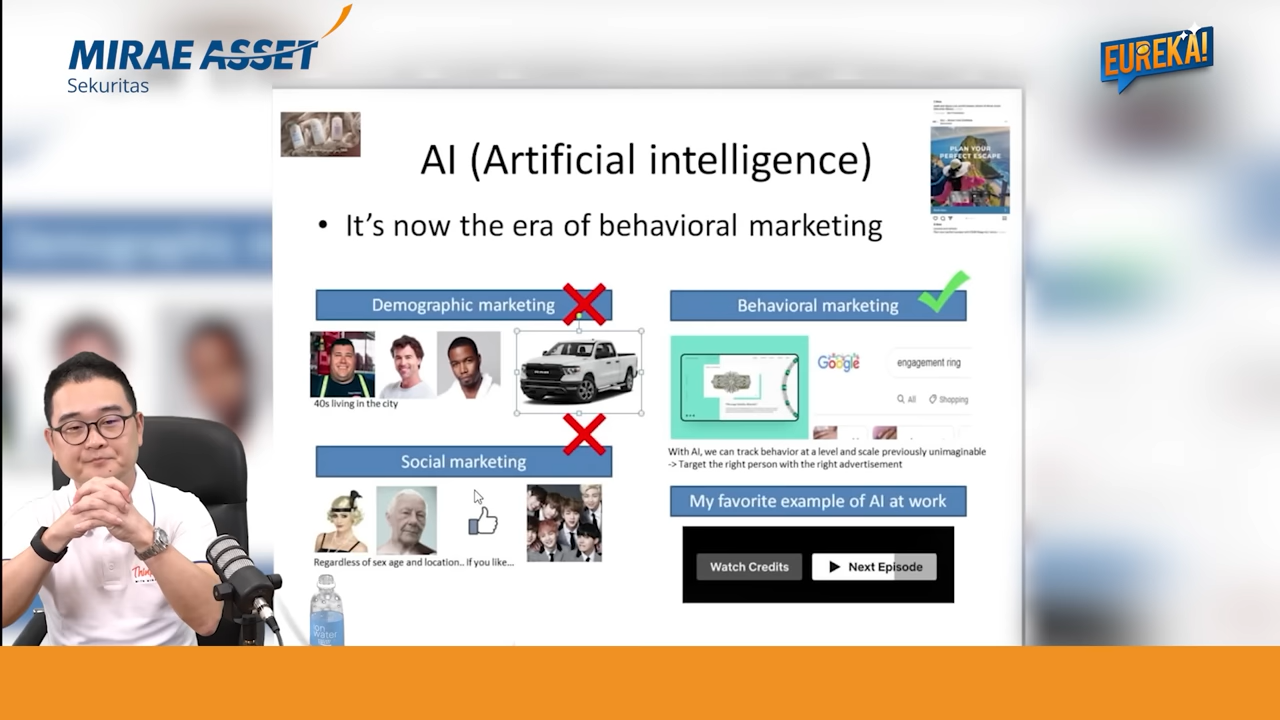 MIRAE ASSET
Sekuritas
EUREKA!
PLAN YOUR
PERFECT ESCAPE
AI (Artificial intelligence)
• It’s now the era of behavioral marketing
Demographic marketing
40s living in the city
Social marketing
Regardless of sex age and location.. If you like...
Behavioral marketing
Google
engagement ring
All
Shopping
With AI, we can track behavior at a level and scale previously unimaginable
-> Target the right person with the right advertisement
My favorite example of AI at work
Watch Credits
Next Episode
on
water